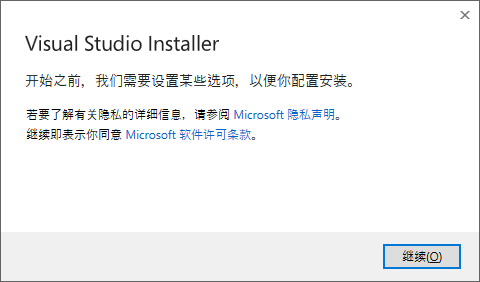 Visual Studio Installer
开始之前，我们需要设置某些选项，以便你配置安装。
若要了解有关隐私的详细信息，请参阅 Microsoft 隐私声明。
继续即表示你同意 Microsoft 软件许可条款。
继续(O)